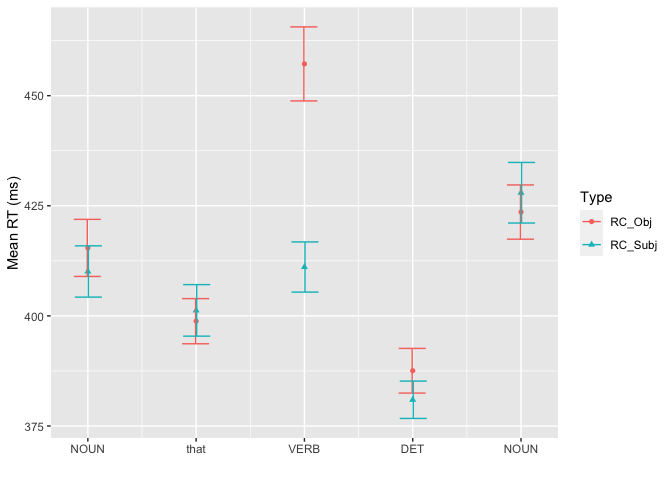 Mean RT (ms)
450
425
400
375
NOUN that VERB DET NOUN
Type
RC_Obj
RC_Subj